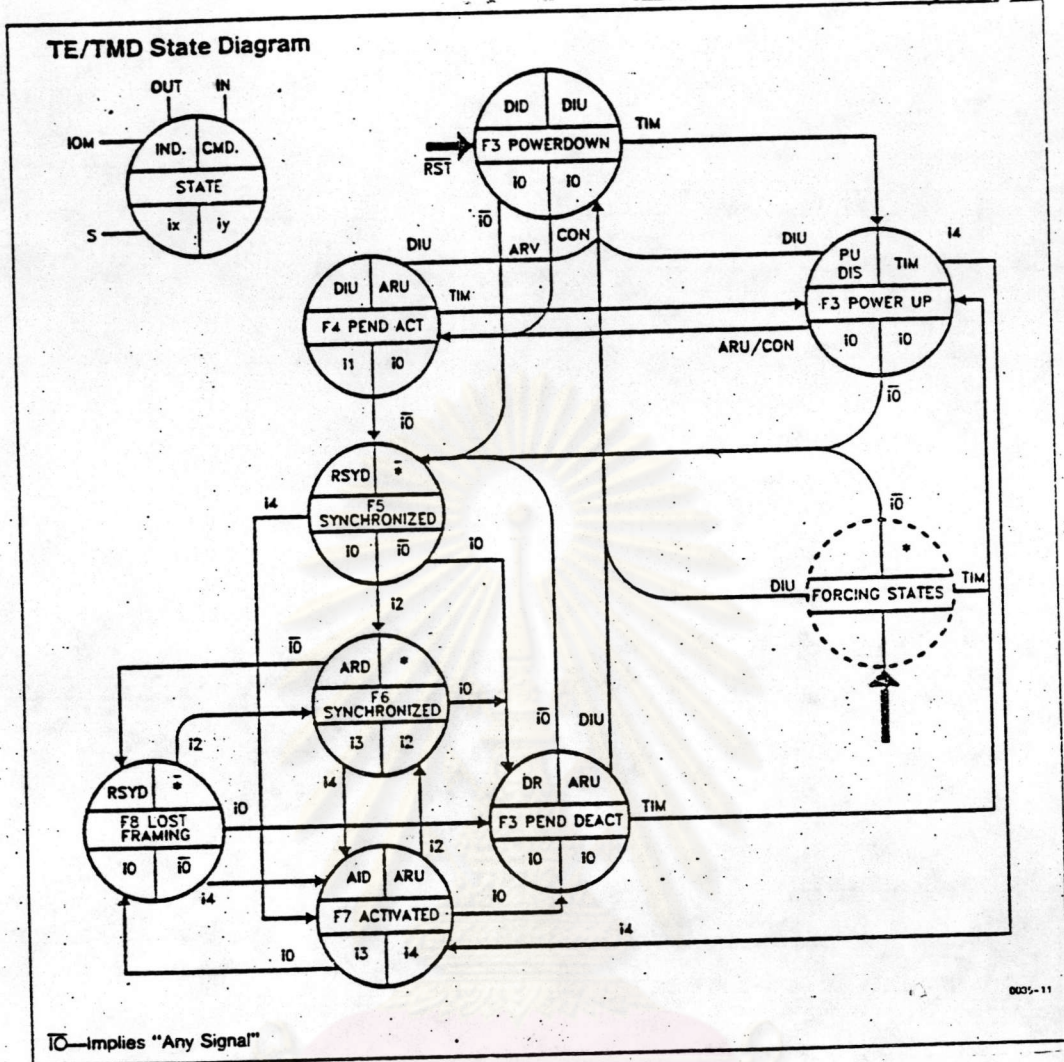 TE/TMD State Diagram
OUT IN
IOM
IND. CMD.
STATE
ix iy
S
DID DIU
F3 POWERDOWN
i0 i0
RST
TIM
i0
ARV
CON
DIU
DIU
i4
DIU ARU
F4 PEND ACT
i1 i0
TIM
PU
DIS TIM
F3 POWER UP
i0 i0
ARU/CON
i0
i0
RSYD *
F5
SYNCHRONIZED
i0 i0
i4
i0
i2
i0
*
FORCING STATES
DIU
TIM
ARD *
F6
SYNCHRONIZED
i3 i2
i0
i0
i2
i4
i2
i0
DIU
RSYD *
F8 LOST
FRAMING
i0 i0
i0
i4
DR ARU
F3 PEND DEACT
i0 i0
TIM
AID ARU
F7 ACTIVATED
i3 i4
i0
i0
i4
0035-11
i0—Implies "Any Signal"